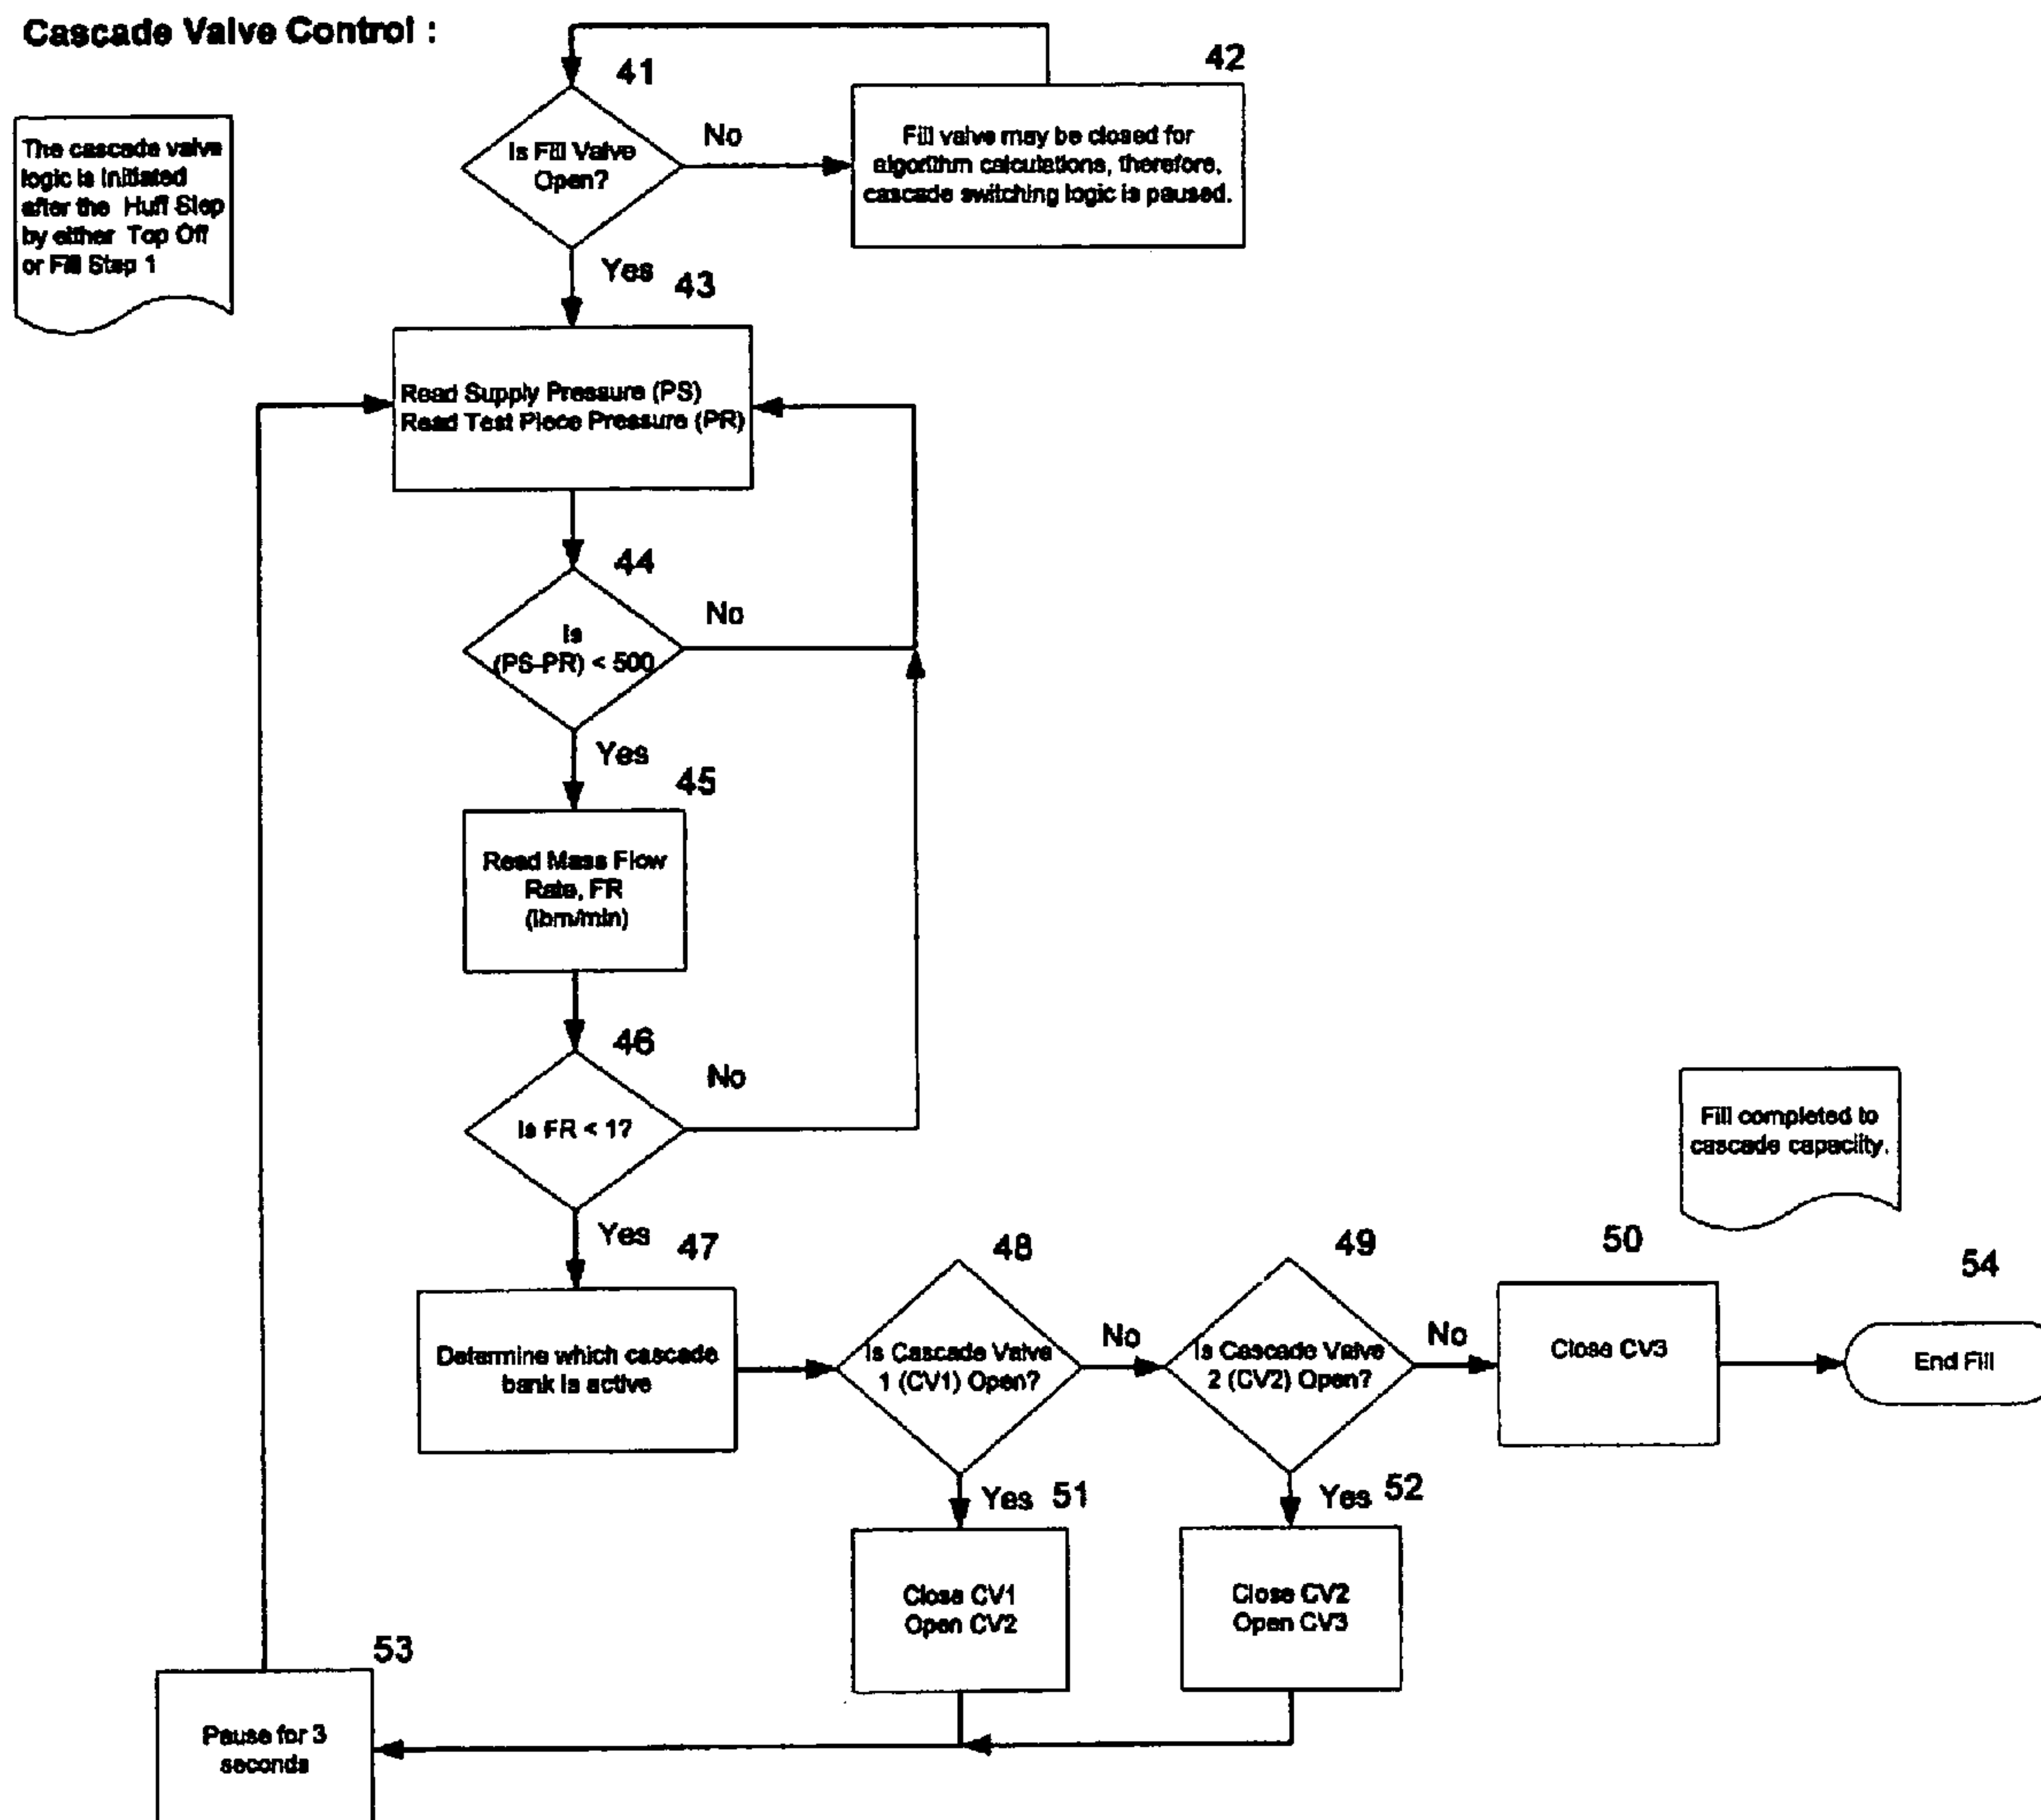 Cascade Valve Control :
41
42
The cascade valve
logic is initiated
after the Huff Step
by either Top Off
or Fill Step 1
Is Fill Valve
Open?
No
Fill valve may be closed for
algorithm calculations, therefore,
cascade switching logic is paused.
Yes
43
Read Supply Pressure (PS)
Read Test Piece Pressure (PR)
44
No
Is
(PS-PR) < 500
Yes
45
Read Mass Flow
Rate, FR
(lbm/min)
46
No
Is FR < 1?
Fill completed to
cascade capacity.
Yes
47
48
49
50
54
Determine which cascade
bank is active
Is Cascade Valve
1 (CV1) Open?
No
Is Cascade Valve
2 (CV2) Open?
No
Close CV3
End Fill
Yes
51
Yes
52
Close CV1
Open CV2
Close CV2
Open CV3
53
Pause for 3
seconds